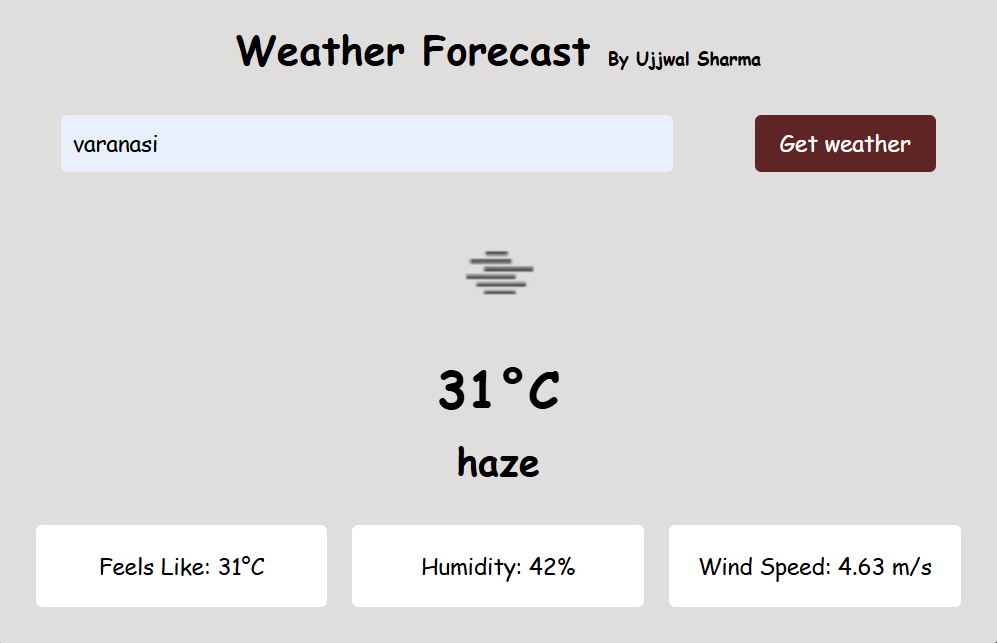 Weather Forecast By Ujjwal Sharma
varanasi
Get weather
31°C
haze
Feels Like: 31°C
Humidity: 42%
Wind Speed: 4.63 m/s